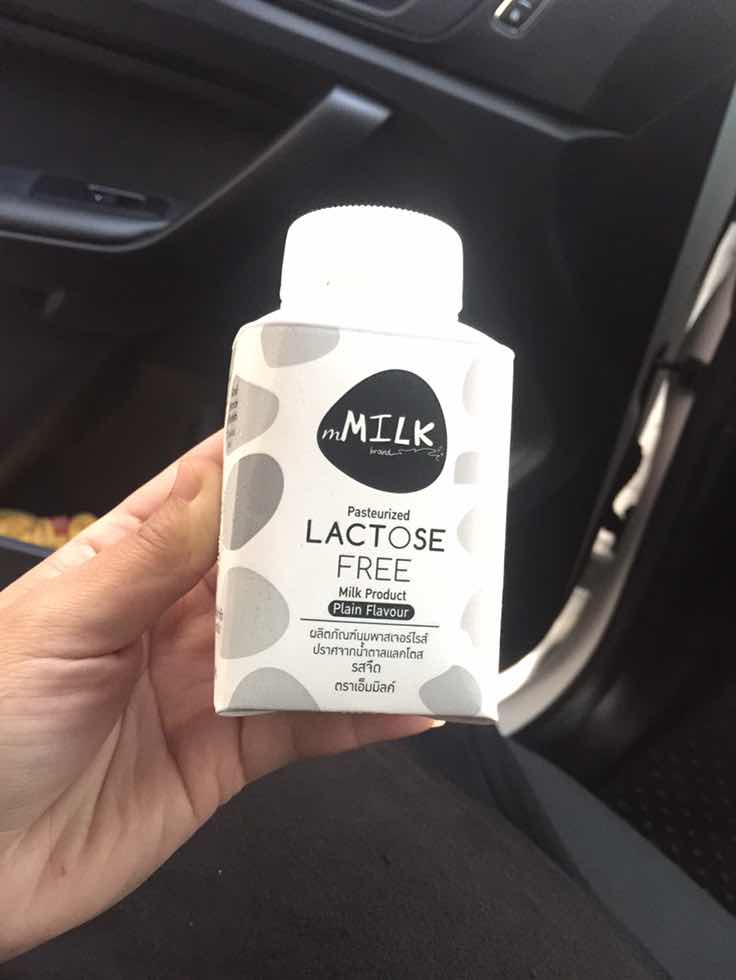 mMILK
brand
Pasteurized
LACTOSE
FREE
Milk Product
Plain Flavour
ผลิตภัณฑ์นมพาสเจอร์ไรส์
ปราศจากน้ำตาลแลคโตส
รสจืด
ตราเอ็มมิลค์